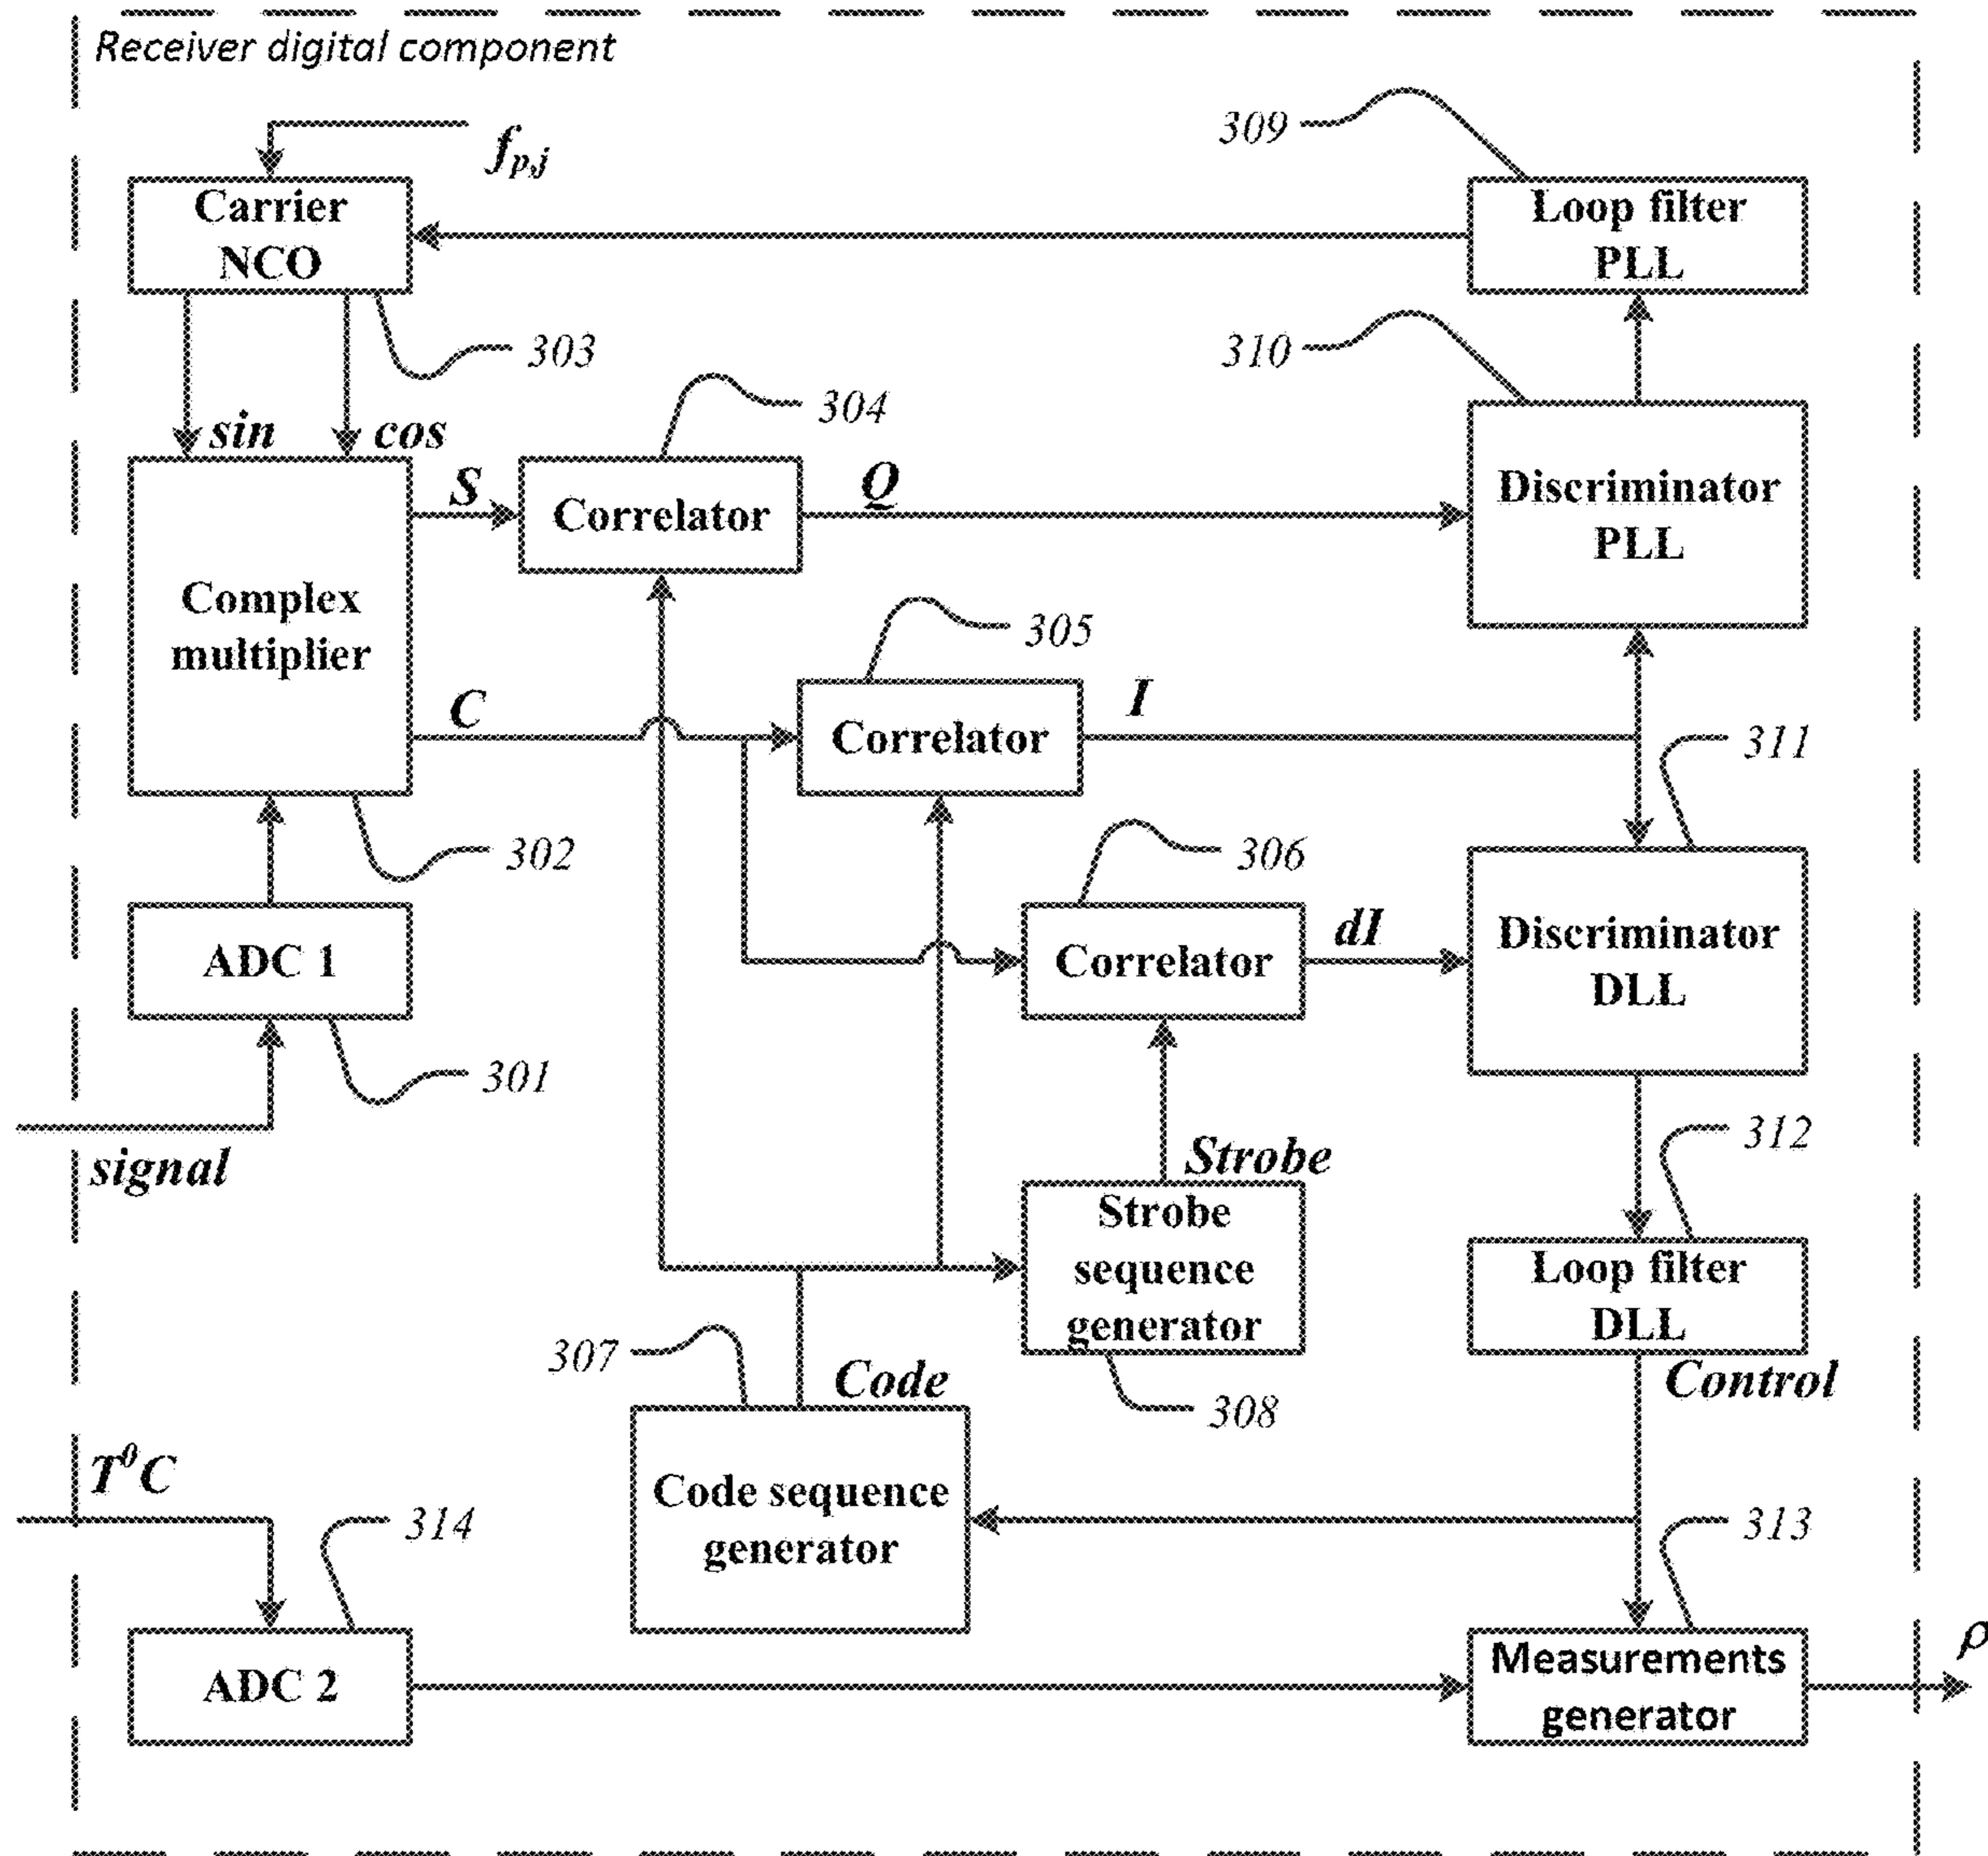 Receiver digital component
f_{p,j}
309
Carrier
NCO
Loop filter
PLL
303
310
304
sin
cos
S
Correlator
Q
Discriminator
PLL
Complex
multiplier
305
C
Correlator
I
311
302
306
ADC 1
Correlator
dI
Discriminator
DLL
301
signal
Strobe
312
Strobe
sequence
generator
Loop filter
DLL
307
Code
308
Control
T⁰C
314
Code sequence
generator
313
ADC 2
Measurements
generator
ρ